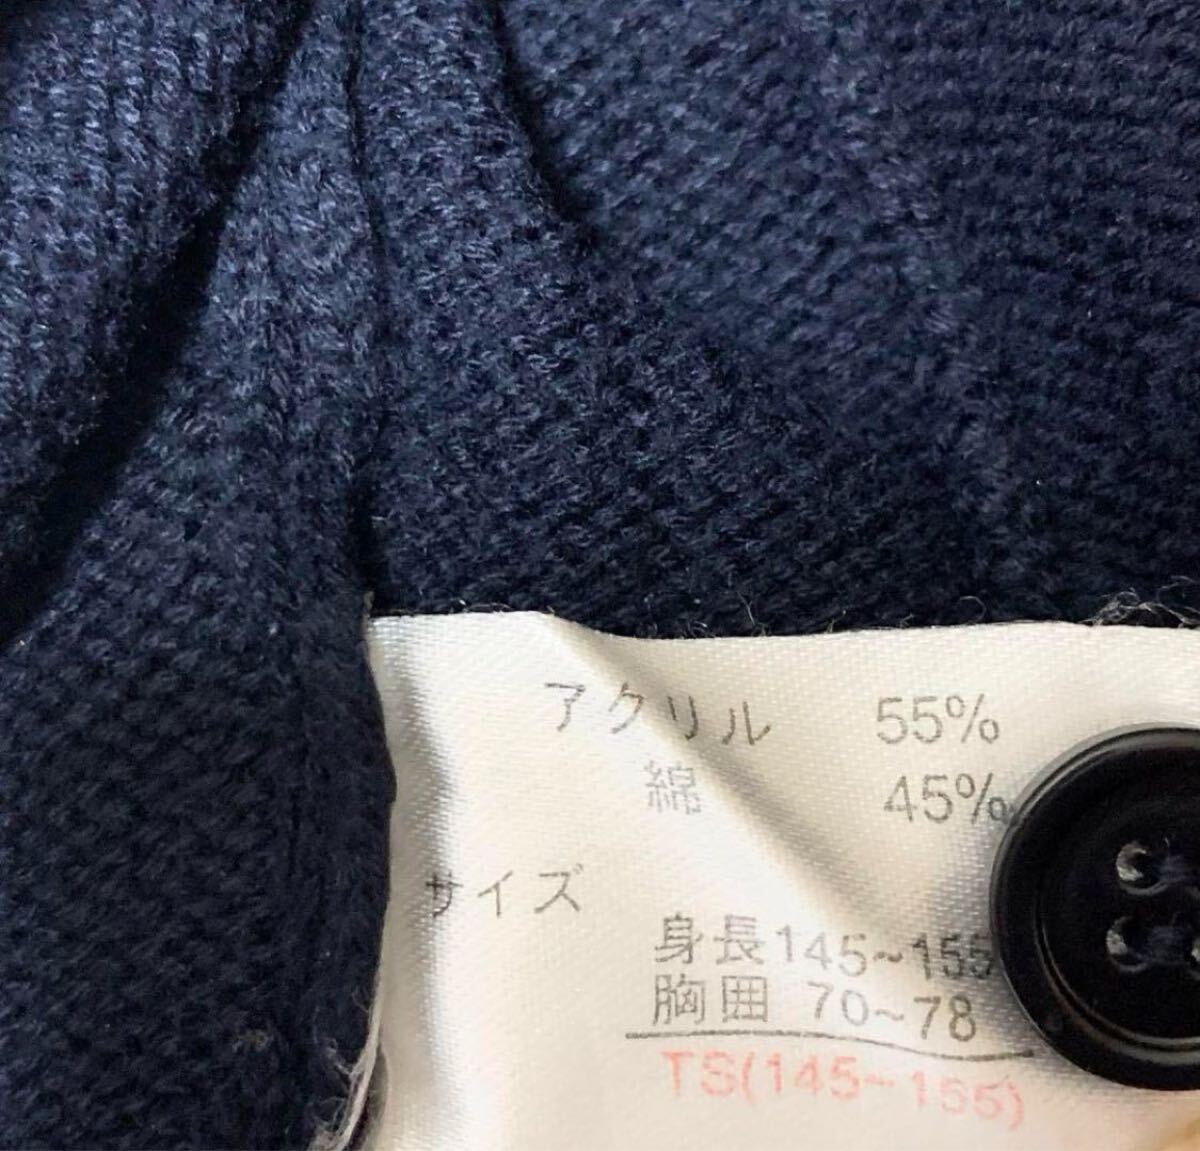 アクリル 55%
綿 45%
サイズ
身長145~155
胸囲 70~78
TS(145~155)